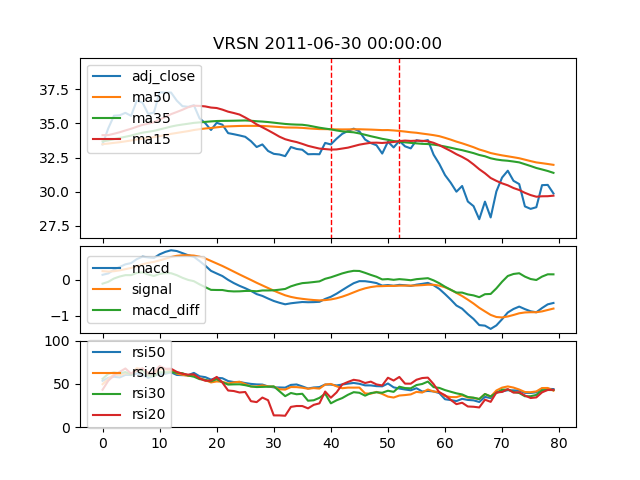 VRSN 2011-06-30 00:00:00
37.5
35.0
32.5
30.0
27.5
adj_close
ma50
ma35
ma15
0
−1
macd
signal
macd_diff
100
50
0
rsi50
rsi40
rsi30
rsi20
0 10 20 30 40 50 60 70 80